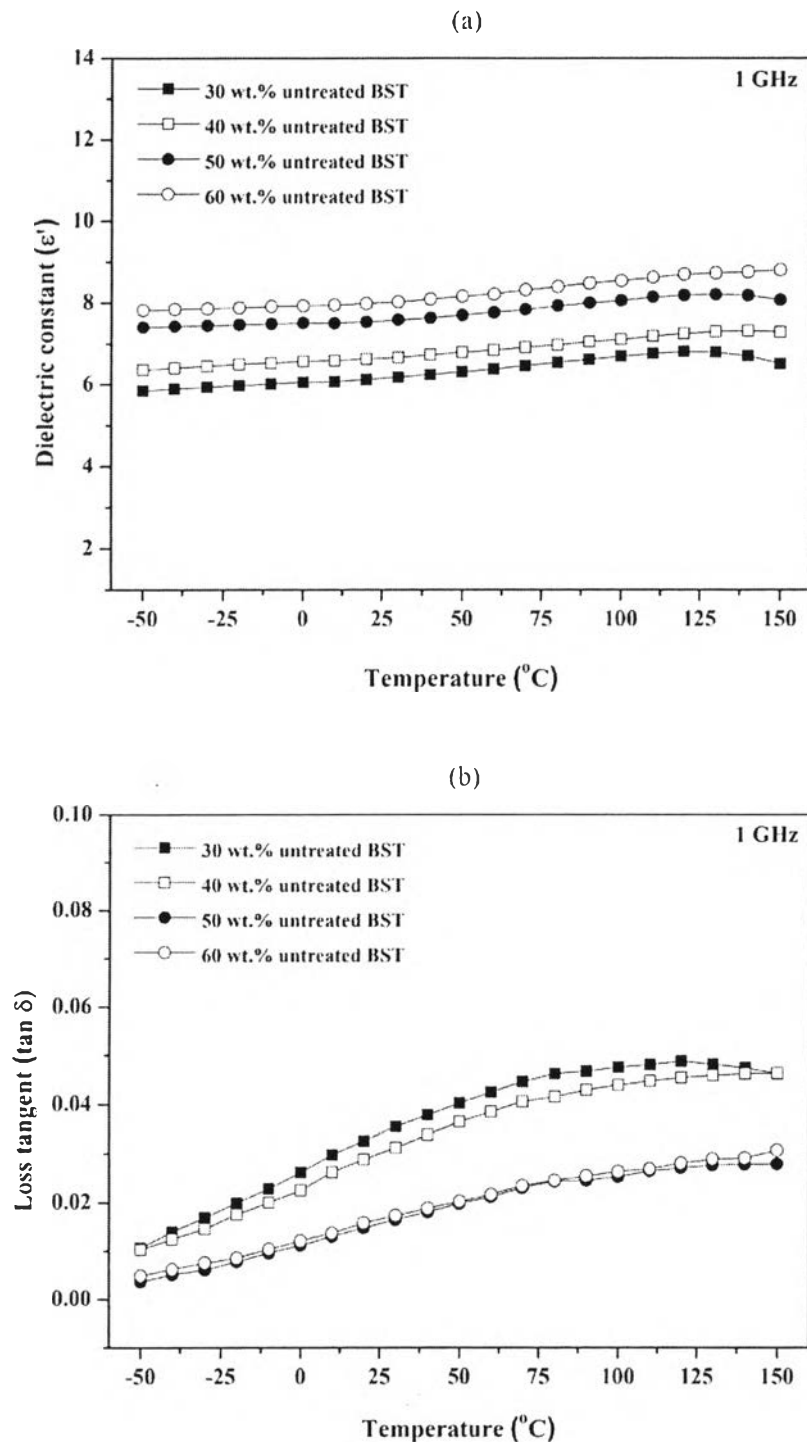 (a)
14
12
10
8
6
4
2
Dielectric constant (ε')
30 wt.% untreated BST
40 wt.% untreated BST
50 wt.% untreated BST
60 wt.% untreated BST
1 GHz
-50 -25 0 25 50 75 100 125 150
Temperature (°C)
(b)
0.10
0.08
0.06
0.04
0.02
0.00
Loss tangent (tan δ)
30 wt.% untreated BST
40 wt.% untreated BST
50 wt.% untreated BST
60 wt.% untreated BST
1 GHz
-50 -25 0 25 50 75 100 125 150
Temperature (°C)